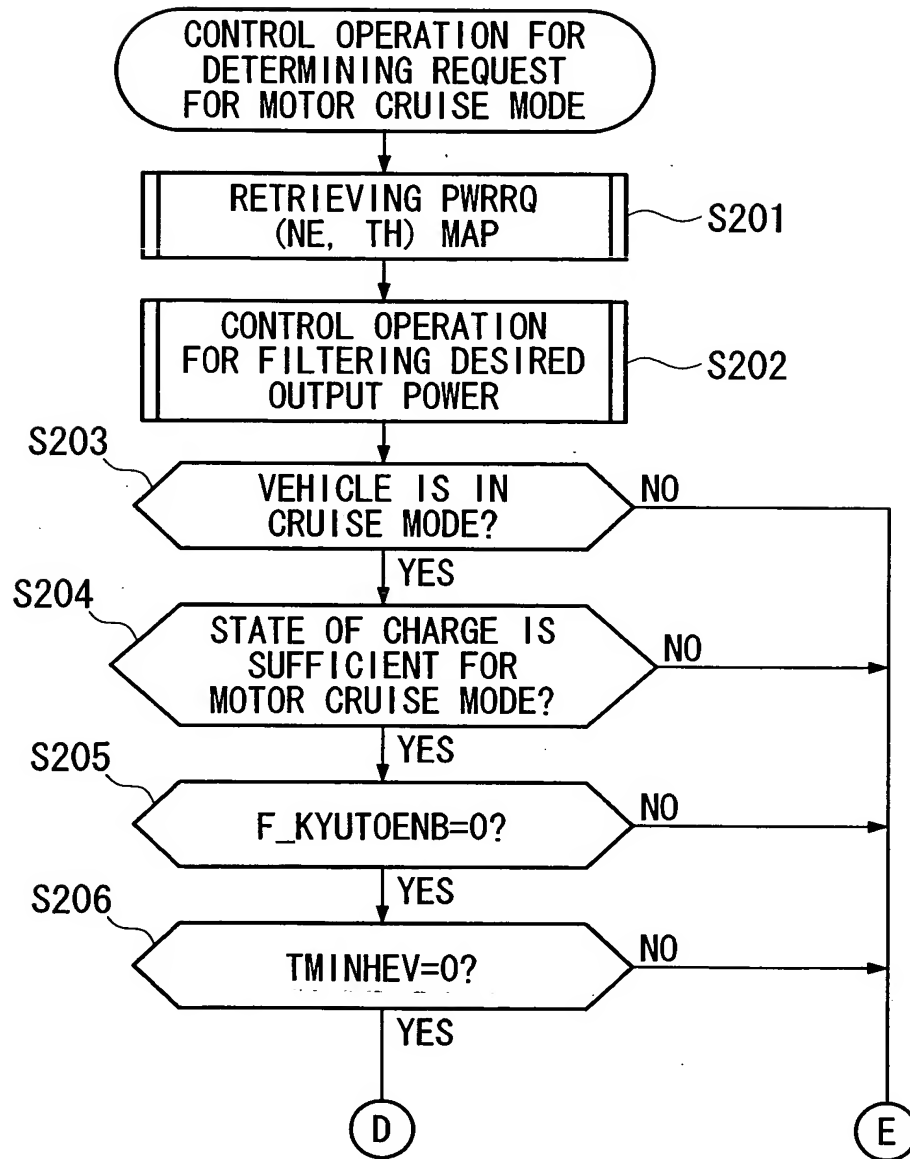 CONTROL OPERATION FOR
DETERMINING REQUEST
FOR MOTOR CRUISE MODE
RETRIEVING PWRRQ
(NE, TH) MAP
S201
CONTROL OPERATION
FOR FILTERING DESIRED
OUTPUT POWER
S202
S203
VEHICLE IS IN
CRUISE MODE?
NO
YES
S204
STATE OF CHARGE IS
SUFFICIENT FOR
MOTOR CRUISE MODE?
NO
YES
S205
F_KYUTOENB=0?
NO
YES
S206
TMINHEV=0?
NO
YES
D
E